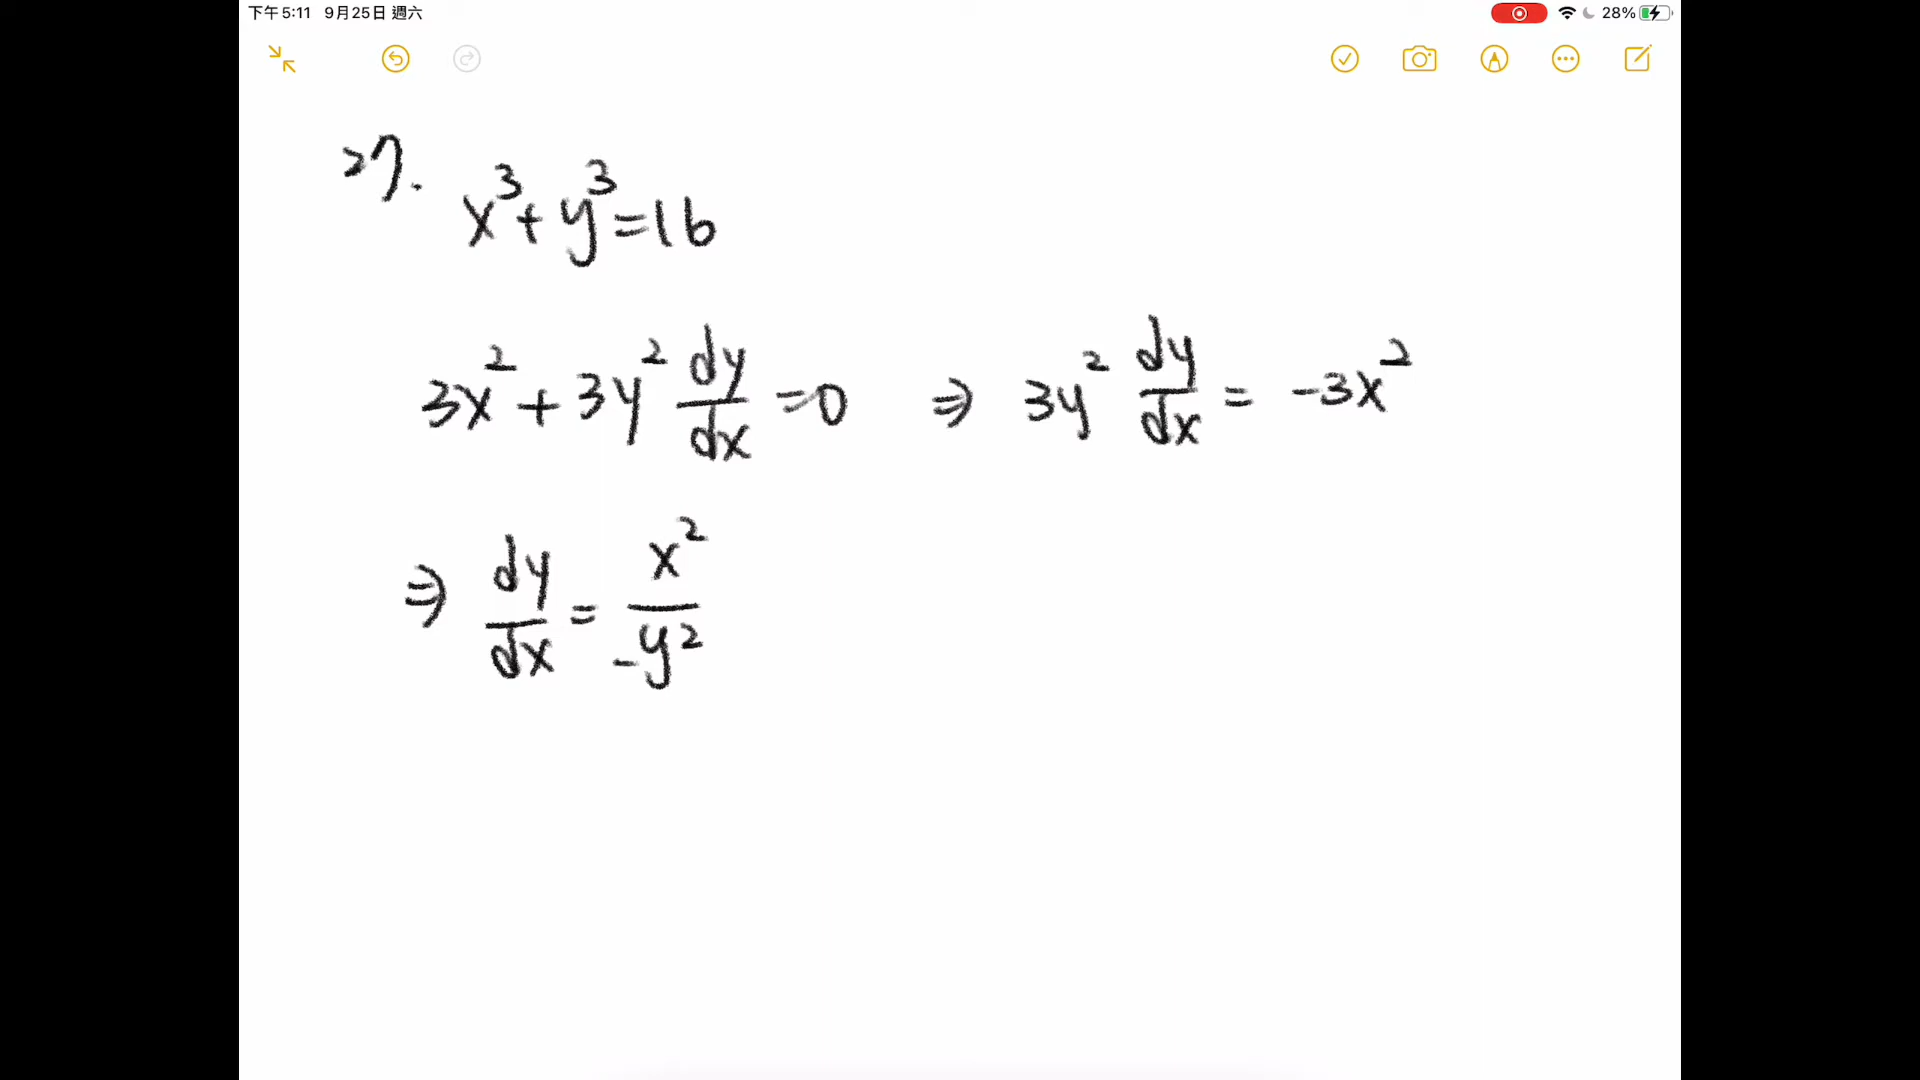 下午5:11 9月25日 週六 28%
27.
x³+y³=16
3x²+3y² dy/dx =0 ⇒ 3y² dy/dx = -3x²
⇒ dy/dx = x²/-y²